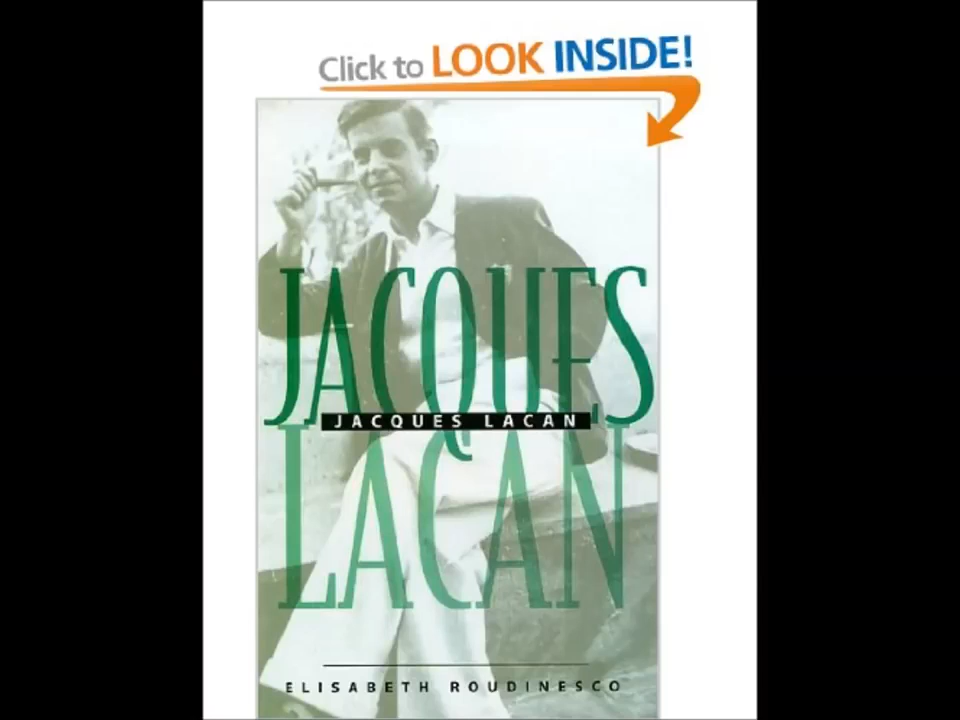 Click to LOOK INSIDE!
JACQUES
JACQUES LACAN
LACAN
ELISABETH ROUDINESCO